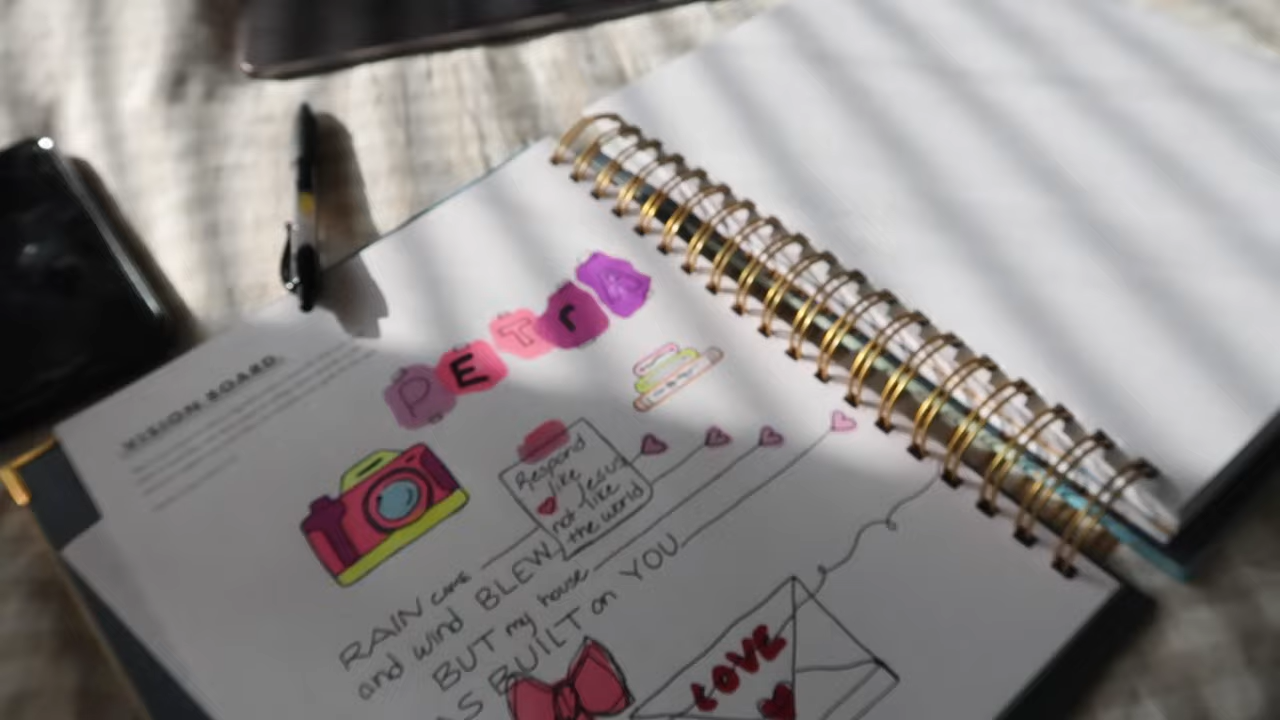 VISION BOARD
PETrA
Respond
like
Jesus
not like
the world
RAIN came
and wind BLEW
BUT my house
AS BUILT on YOU
LOVE